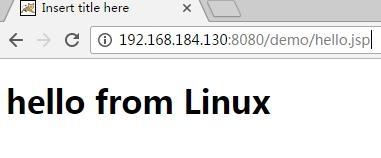 Insert title here
192.168.184.130:8080/demo/hello.jsp
hello from Linux